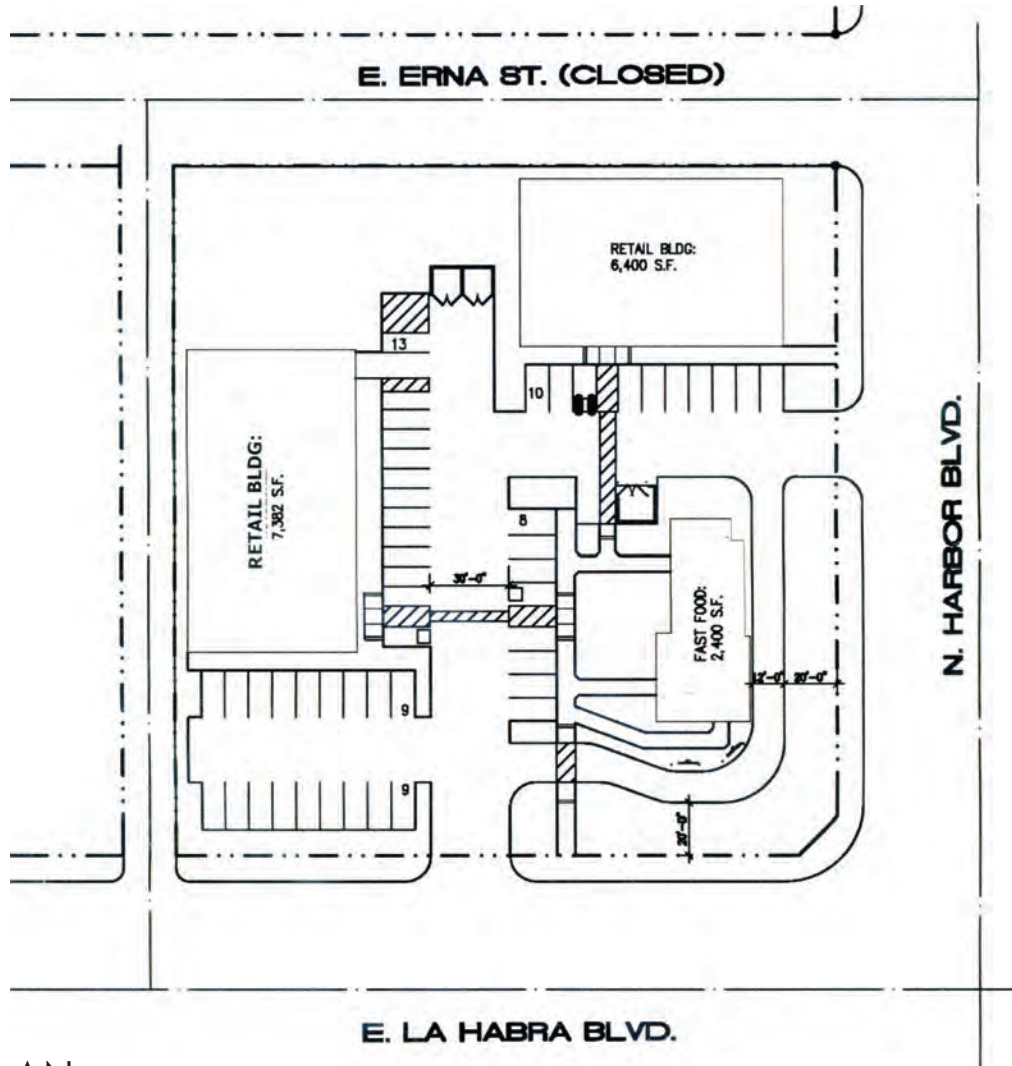 E. ERNA ST. (CLOSED)
RETAIL BLDG:
6,400 S.F.
13
10
N. HARBOR BLVD.
RETAIL BLDG:
7,382 S.F.
8
30'-0"
FAST FOOD:
2,400 S.F.
12'-0"
20'-0"
9
9
20'-0"
E. LA HABRA BLVD.